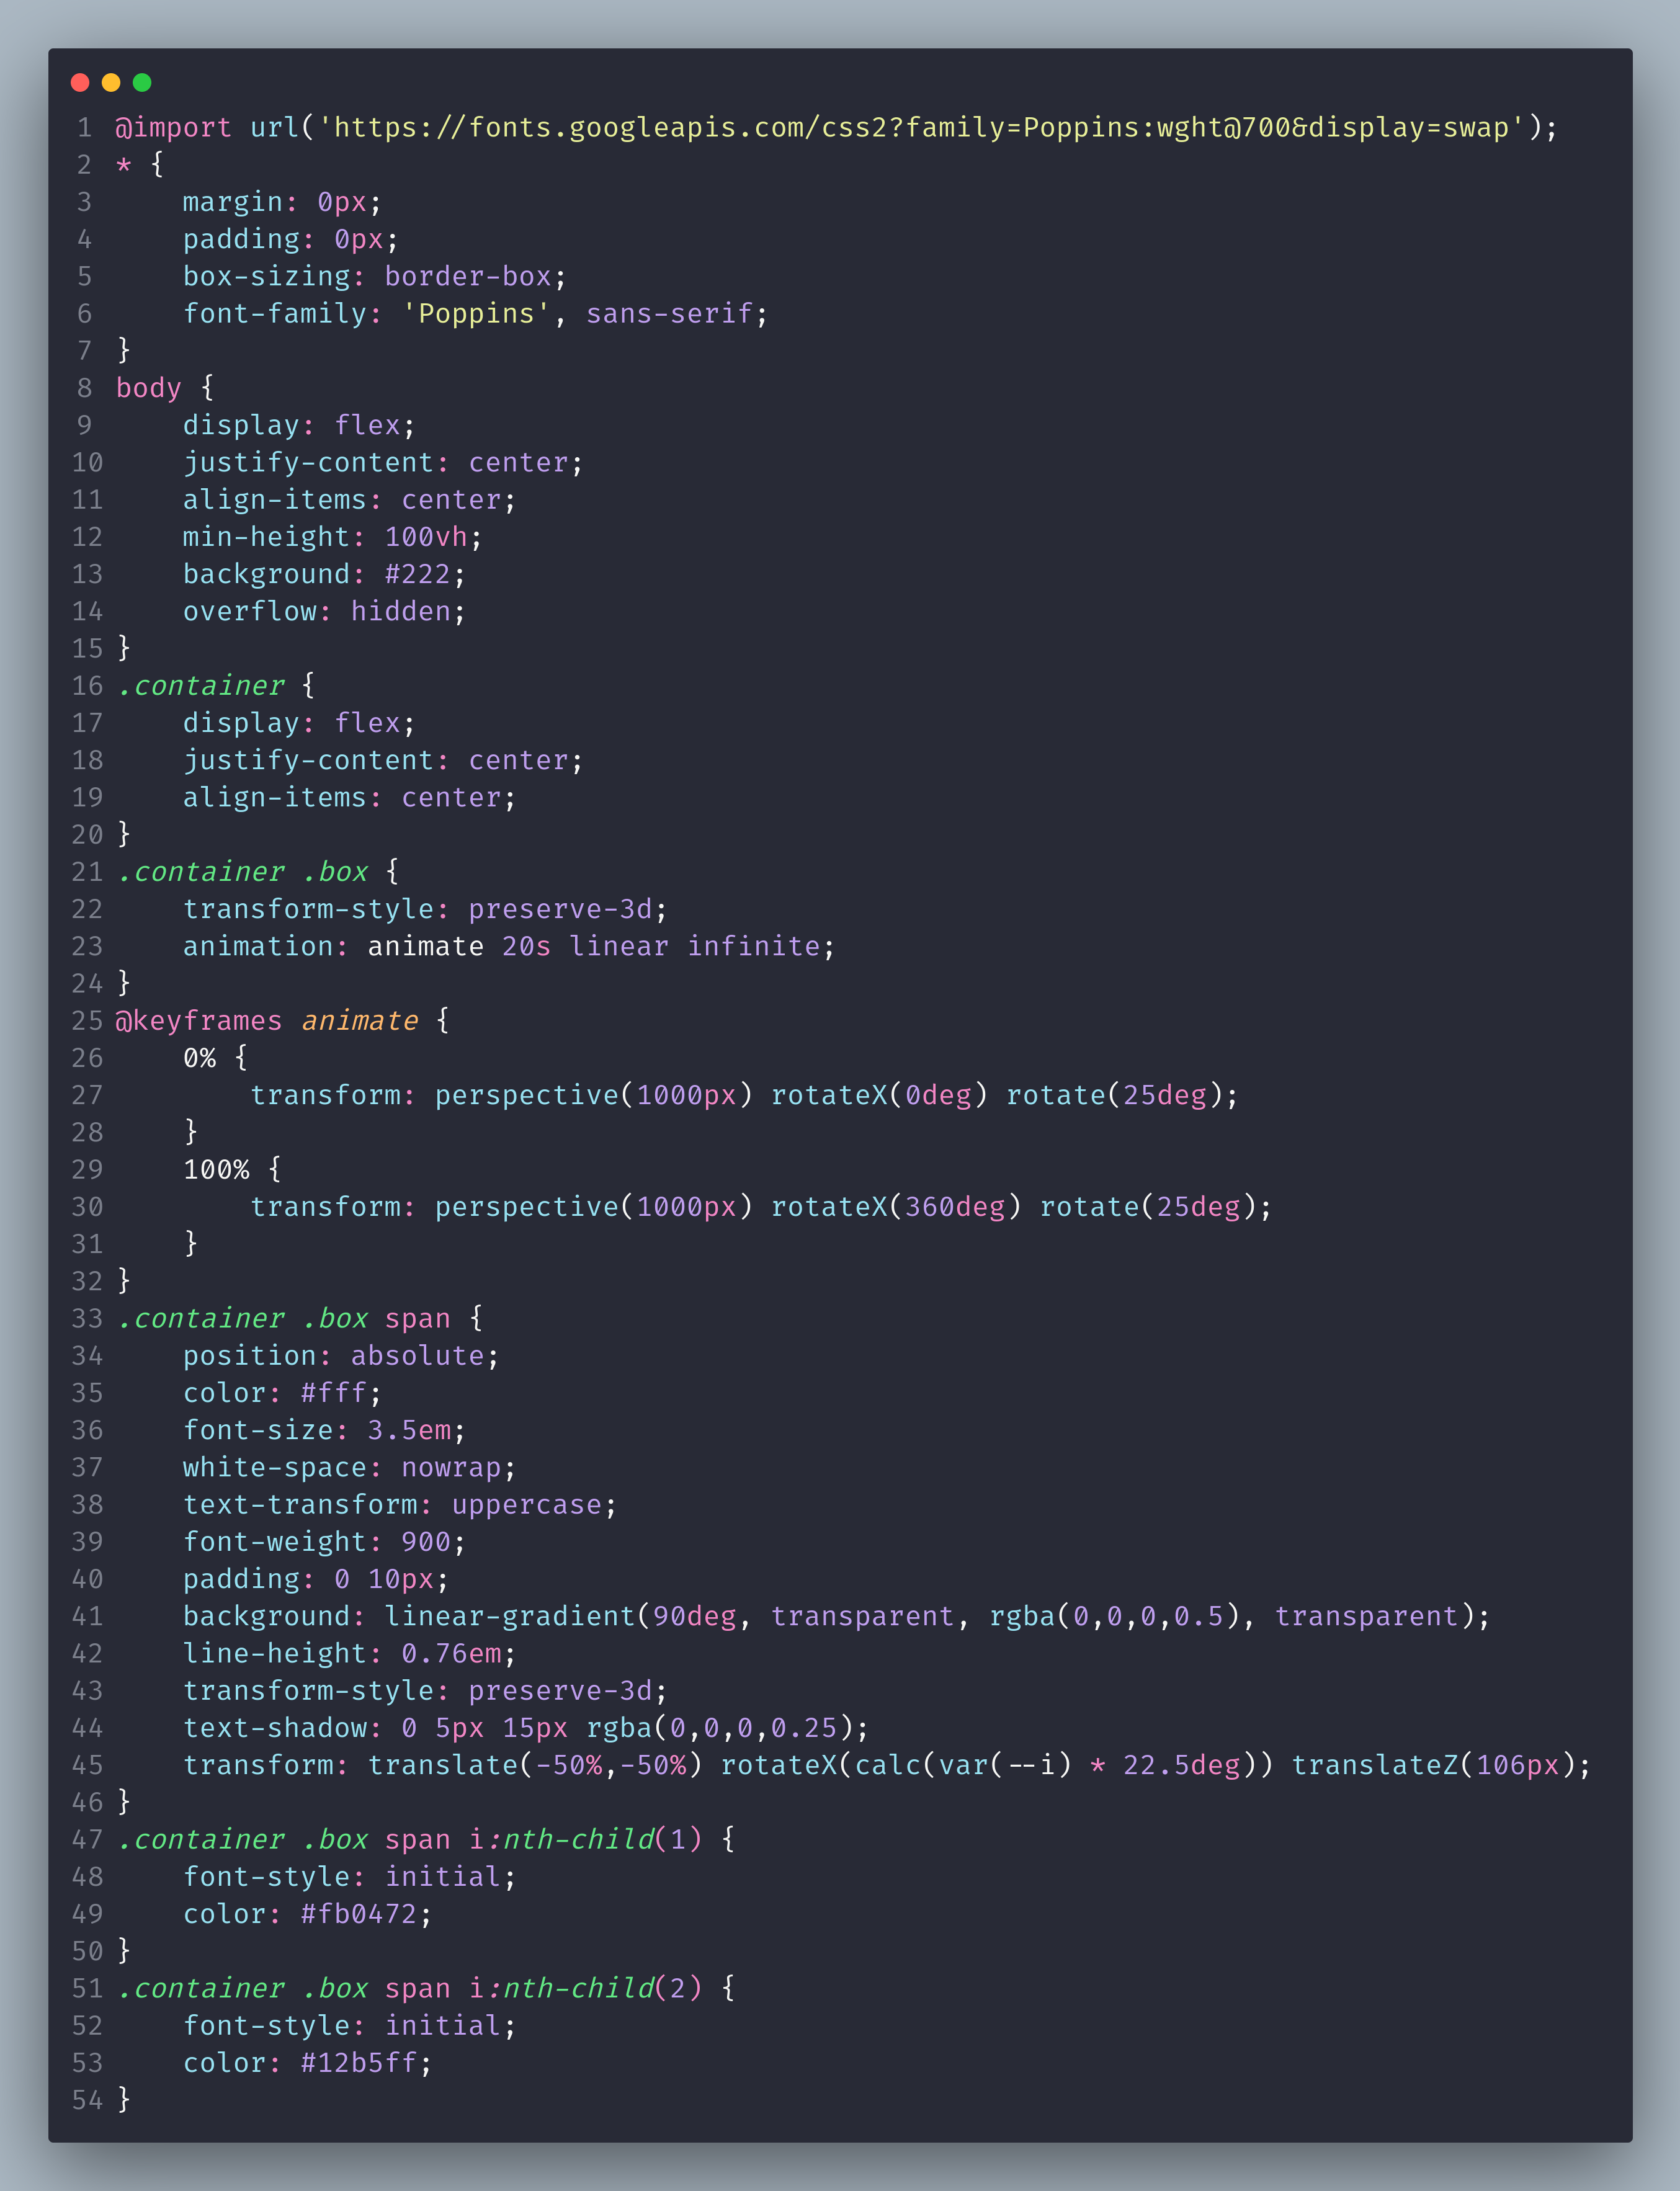 1 @import url('https://fonts.googleapis.com/css2?family=Poppins:wght@700&display=swap');
2 * {
3     margin: 0px;
4     padding: 0px;
5     box-sizing: border-box;
6     font-family: 'Poppins', sans-serif;
7 }
8 body {
9     display: flex;
10     justify-content: center;
11     align-items: center;
12     min-height: 100vh;
13     background: #222;
14     overflow: hidden;
15 }
16 .container {
17     display: flex;
18     justify-content: center;
19     align-items: center;
20 }
21 .container .box {
22     transform-style: preserve-3d;
23     animation: animate 20s linear infinite;
24 }
25 @keyframes animate {
26     0% {
27         transform: perspective(1000px) rotateX(0deg) rotate(25deg);
28     }
29     100% {
30         transform: perspective(1000px) rotateX(360deg) rotate(25deg);
31     }
32 }
33 .container .box span {
34     position: absolute;
35     color: #fff;
36     font-size: 3.5em;
37     white-space: nowrap;
38     text-transform: uppercase;
39     font-weight: 900;
40     padding: 0 10px;
41     background: linear-gradient(90deg, transparent, rgba(0,0,0,0.5), transparent);
42     line-height: 0.76em;
43     transform-style: preserve-3d;
44     text-shadow: 0 5px 15px rgba(0,0,0,0.25);
45     transform: translate(-50%,-50%) rotateX(calc(var(--i) * 22.5deg)) translateZ(106px);
46 }
47 .container .box span i:nth-child(1) {
48     font-style: initial;
49     color: #fb0472;
50 }
51 .container .box span i:nth-child(2) {
52     font-style: initial;
53     color: #12b5ff;
54 }